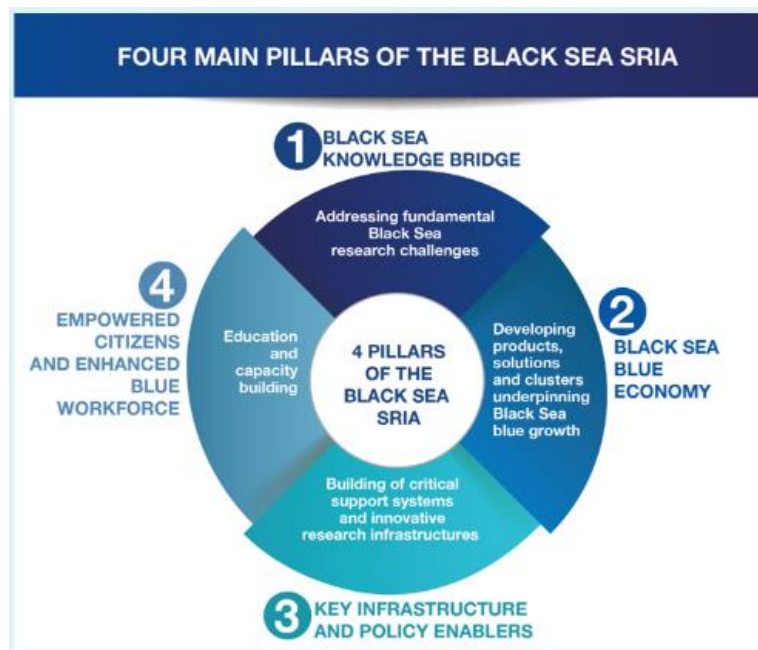 FOUR MAIN PILLARS OF THE BLACK SEA SRIA
1 BLACK SEA
KNOWLEDGE BRIDGE
Addressing fundamental
Black Sea
research challenges
2
BLACK SEA
BLUE
ECONOMY
Developing
products,
solutions
and clusters
underpinning
Black Sea
blue growth
3 KEY INFRASTRUCTURE
AND POLICY ENABLERS
Building of critical
support systems
and innovative
research infrastructures
4
EMPOWERED
CITIZENS
AND ENHANCED
BLUE
WORKFORCE
Education
and
capacity
building
4 PILLARS
OF THE
BLACK SEA
SRIA